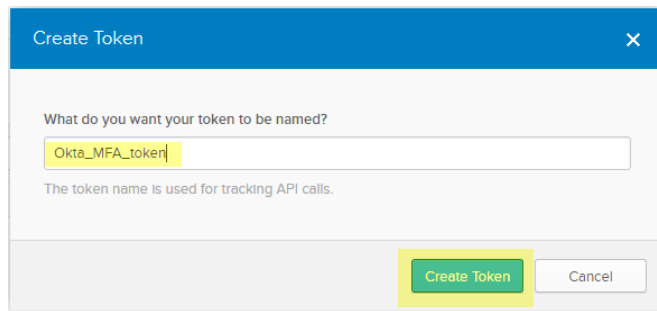 Create Token
What do you want your token to be named?
Okta_MFA_token
The token name is used for tracking API calls.
Create Token Cancel